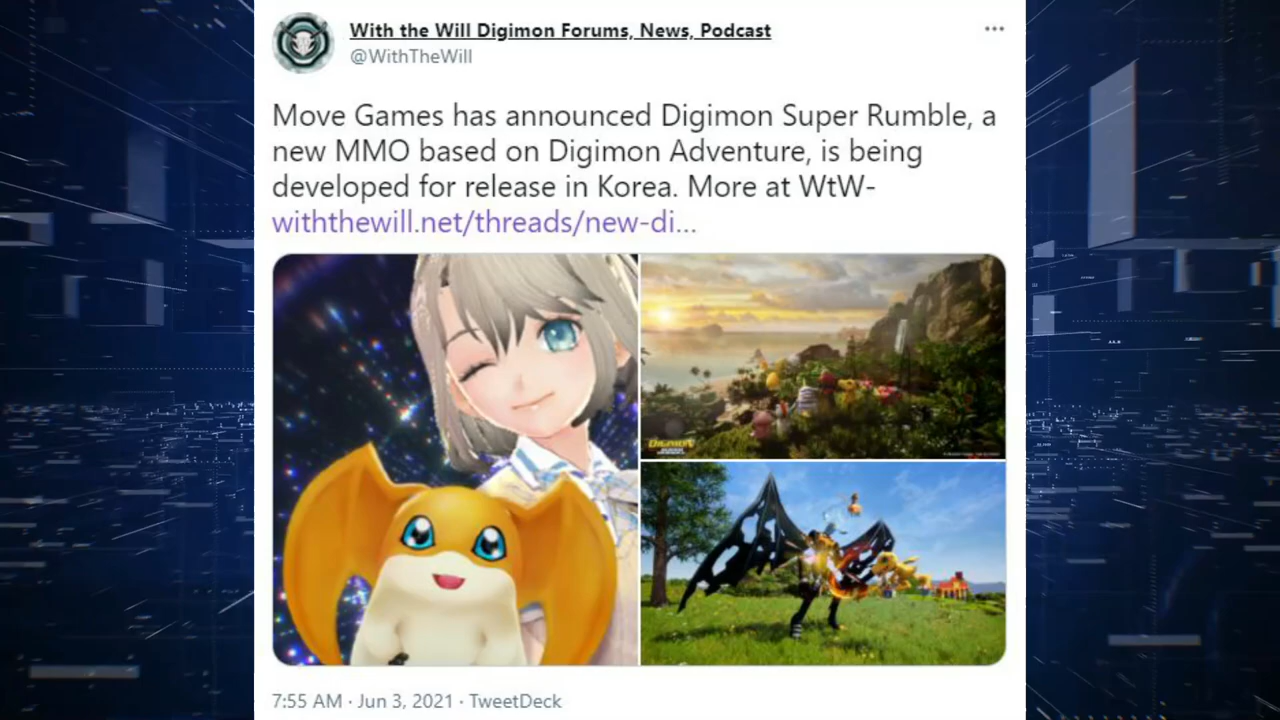 With the Will Digimon Forums, News, Podcast
@WithTheWill
Move Games has announced Digimon Super Rumble, a
new MMO based on Digimon Adventure, is being
developed for release in Korea. More at WtW-
withthewill.net/threads/new-di...
DIGIMON
7:55 AM · Jun 3, 2021 · TweetDeck